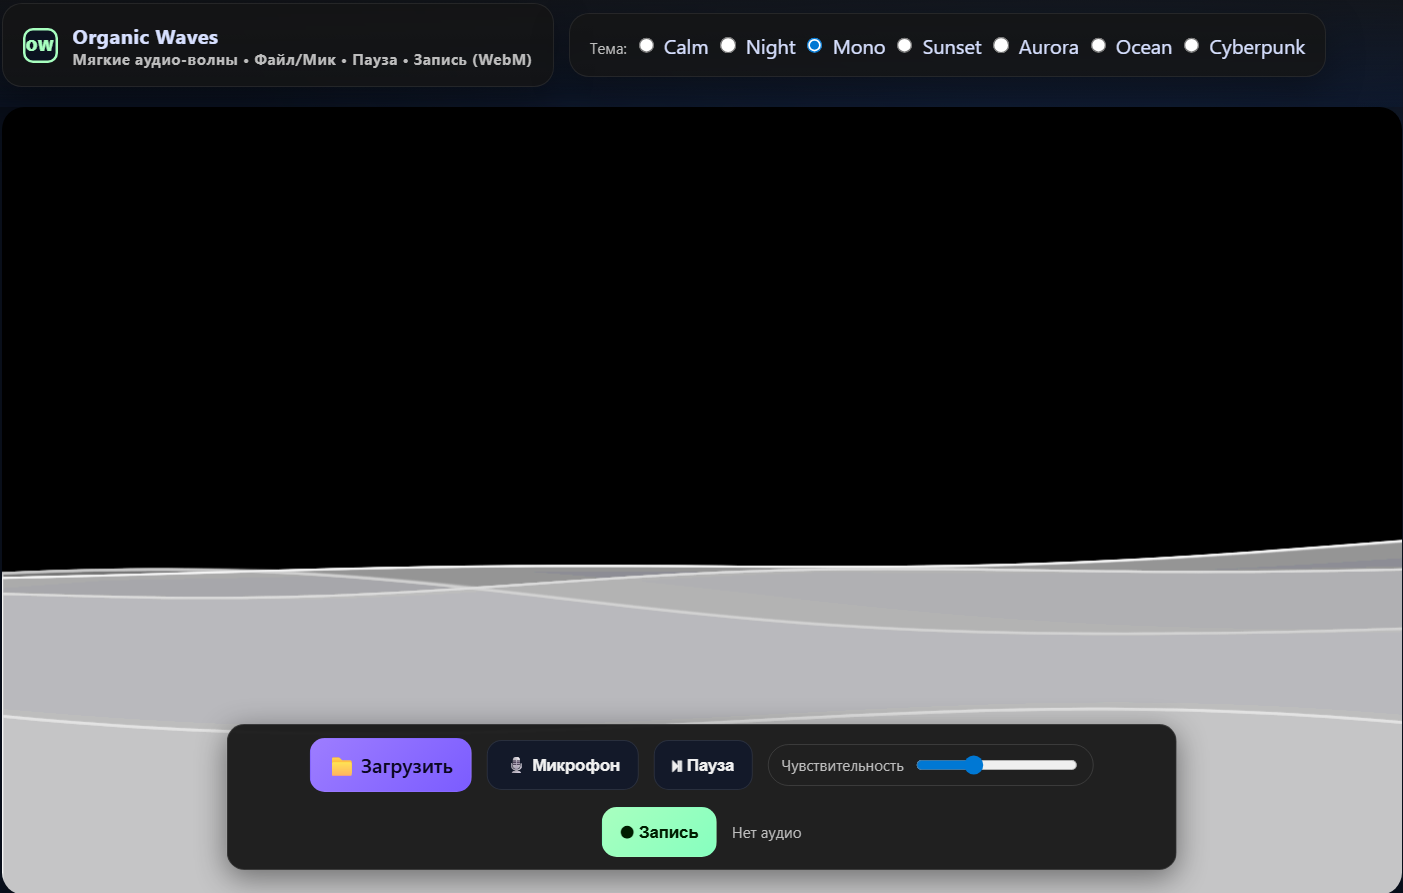 OW
Organic Waves
Мягкие аудио-волны • Файл/Мик • Пауза • Запись (WebM)
Тема: Calm Night Mono Sunset Aurora Ocean Cyberpunk
Загрузить Микрофон Пауза Чувствительность
Запись Нет аудио